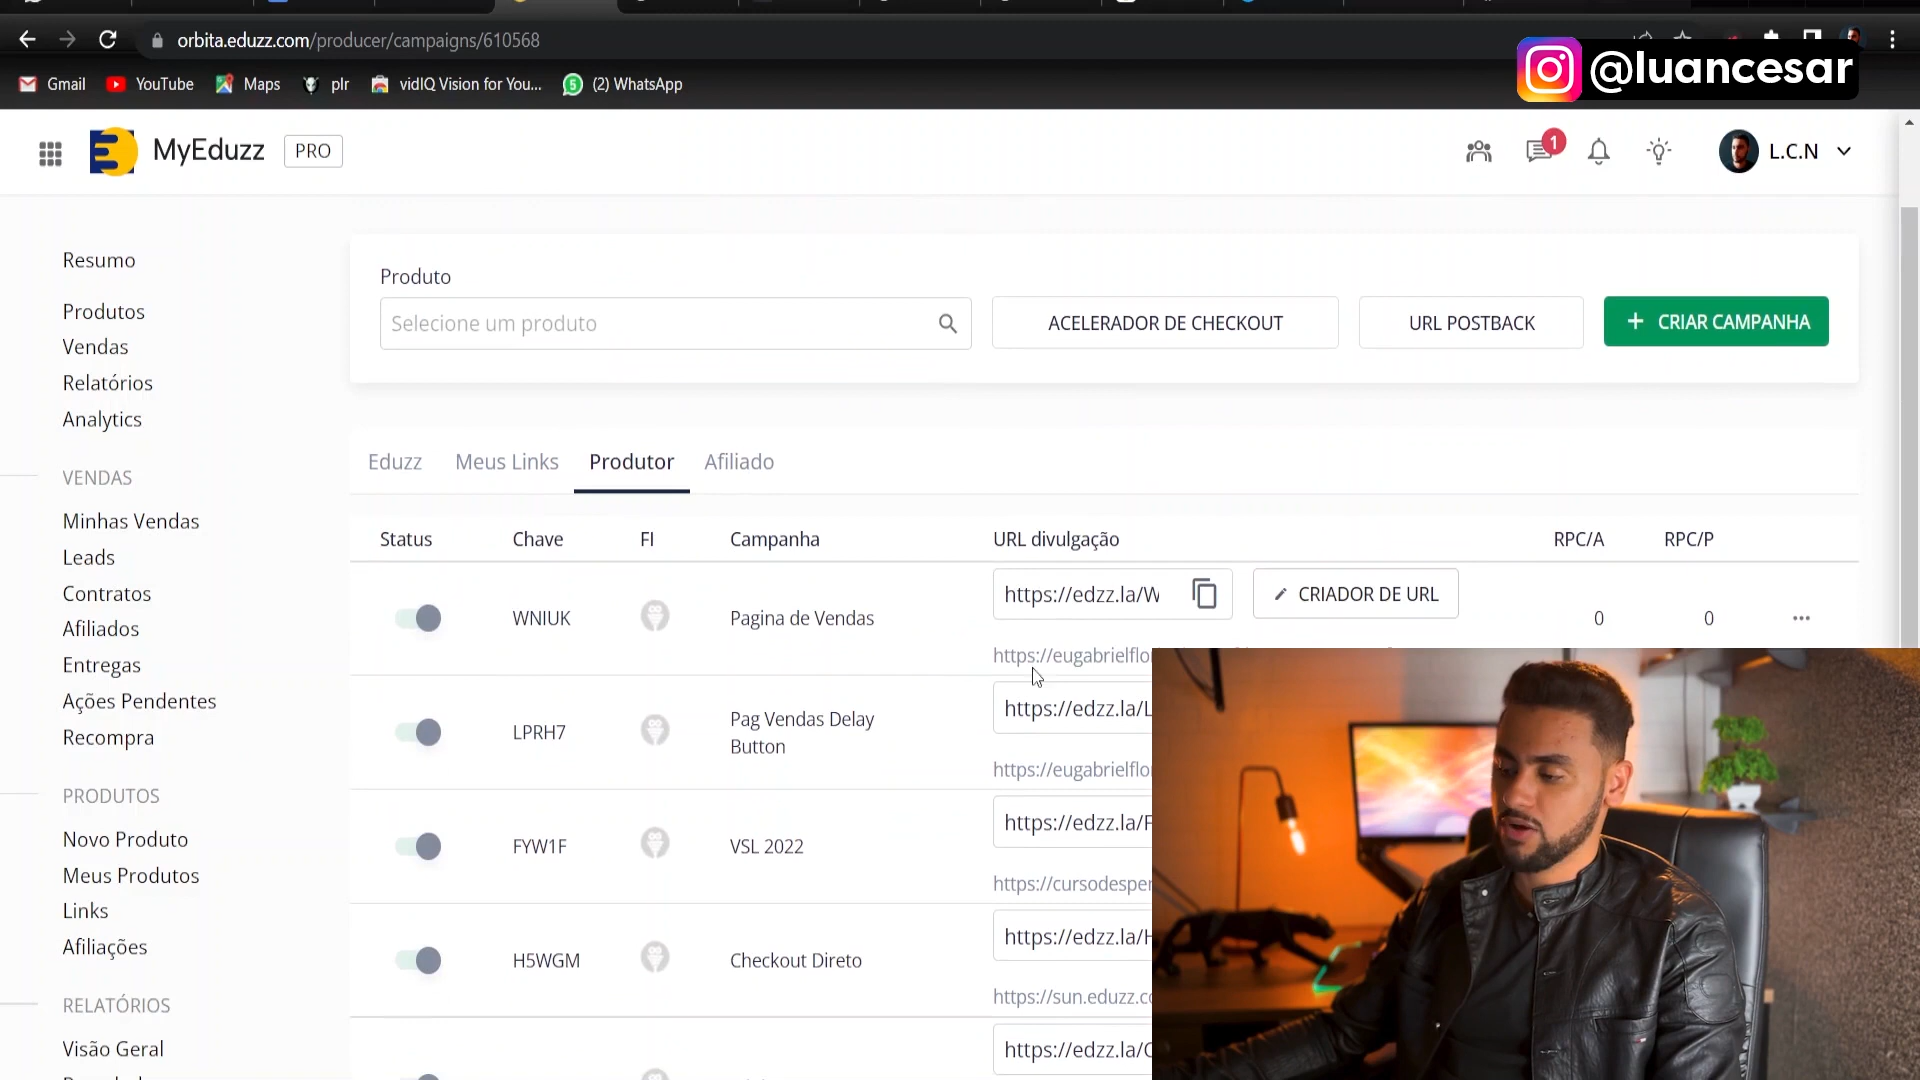 orbita.eduzz.com/producer/campaigns/610568
Gmail YouTube Maps plr vidIQ Vision for You... (2) WhatsApp
@luancesar
MyEduzz PRO
1
L.C.N
Resumo
Produtos
Vendas
Relatórios
Analytics
VENDAS
Minhas Vendas
Leads
Contratos
Afiliados
Entregas
Ações Pendentes
Recompra
PRODUTOS
Novo Produto
Meus Produtos
Links
Afiliações
RELATÓRIOS
Visão Geral
Produto
Selecione um produto
ACELERADOR DE CHECKOUT
URL POSTBACK
+ CRIAR CAMPANHA
Eduzz Meus Links Produtor Afiliado
Status Chave FI Campanha URL divulgação RPC/A RPC/P
WNIUK Pagina de Vendas https://edzz.la/W CRIADOR DE URL 0 0
https://eugabrielflo
LPRH7 Pag Vendas Delay
Button
https://edzz.la/L
https://eugabrielflo
FYW1F VSL 2022 https://edzz.la/F
https://cursodesper
H5WGM Checkout Direto https://edzz.la/H
https://sun.eduzz.c
https://edzz.la/